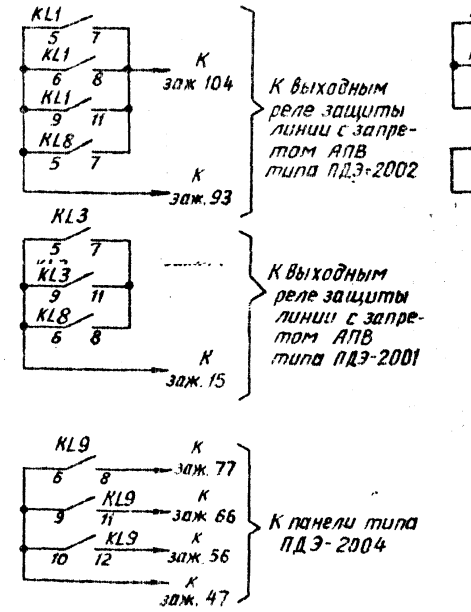 KL1
5 7
KL1
6 8
К
заж 104
KL1
9 11
KL8
5 7
К
заж. 93
К выходным
реле защиты
линии с запре-
том АПВ
типа ПДЭ-2002
KL3
5 7
KL3
9 11
KL8
6 8
К
заж. 15
К выходным
реле защиты
линии с запре-
том АПВ
типа ПДЭ-2001
KL9
6 8
К
заж. 77
KL9
9 11
К
заж 66
KL9
10 12
К
заж. 56
К
заж. 47
К панели типа
ПДЭ-2004